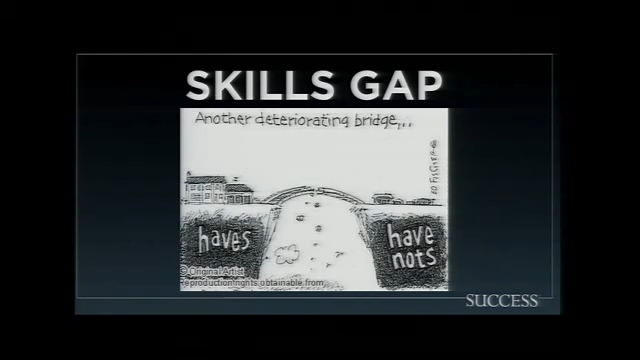 SKILLS GAP
Another deteriorating bridge,..
haves
have
nots
© Original Artist
Reproduction rights obtainable from
SUCCESS